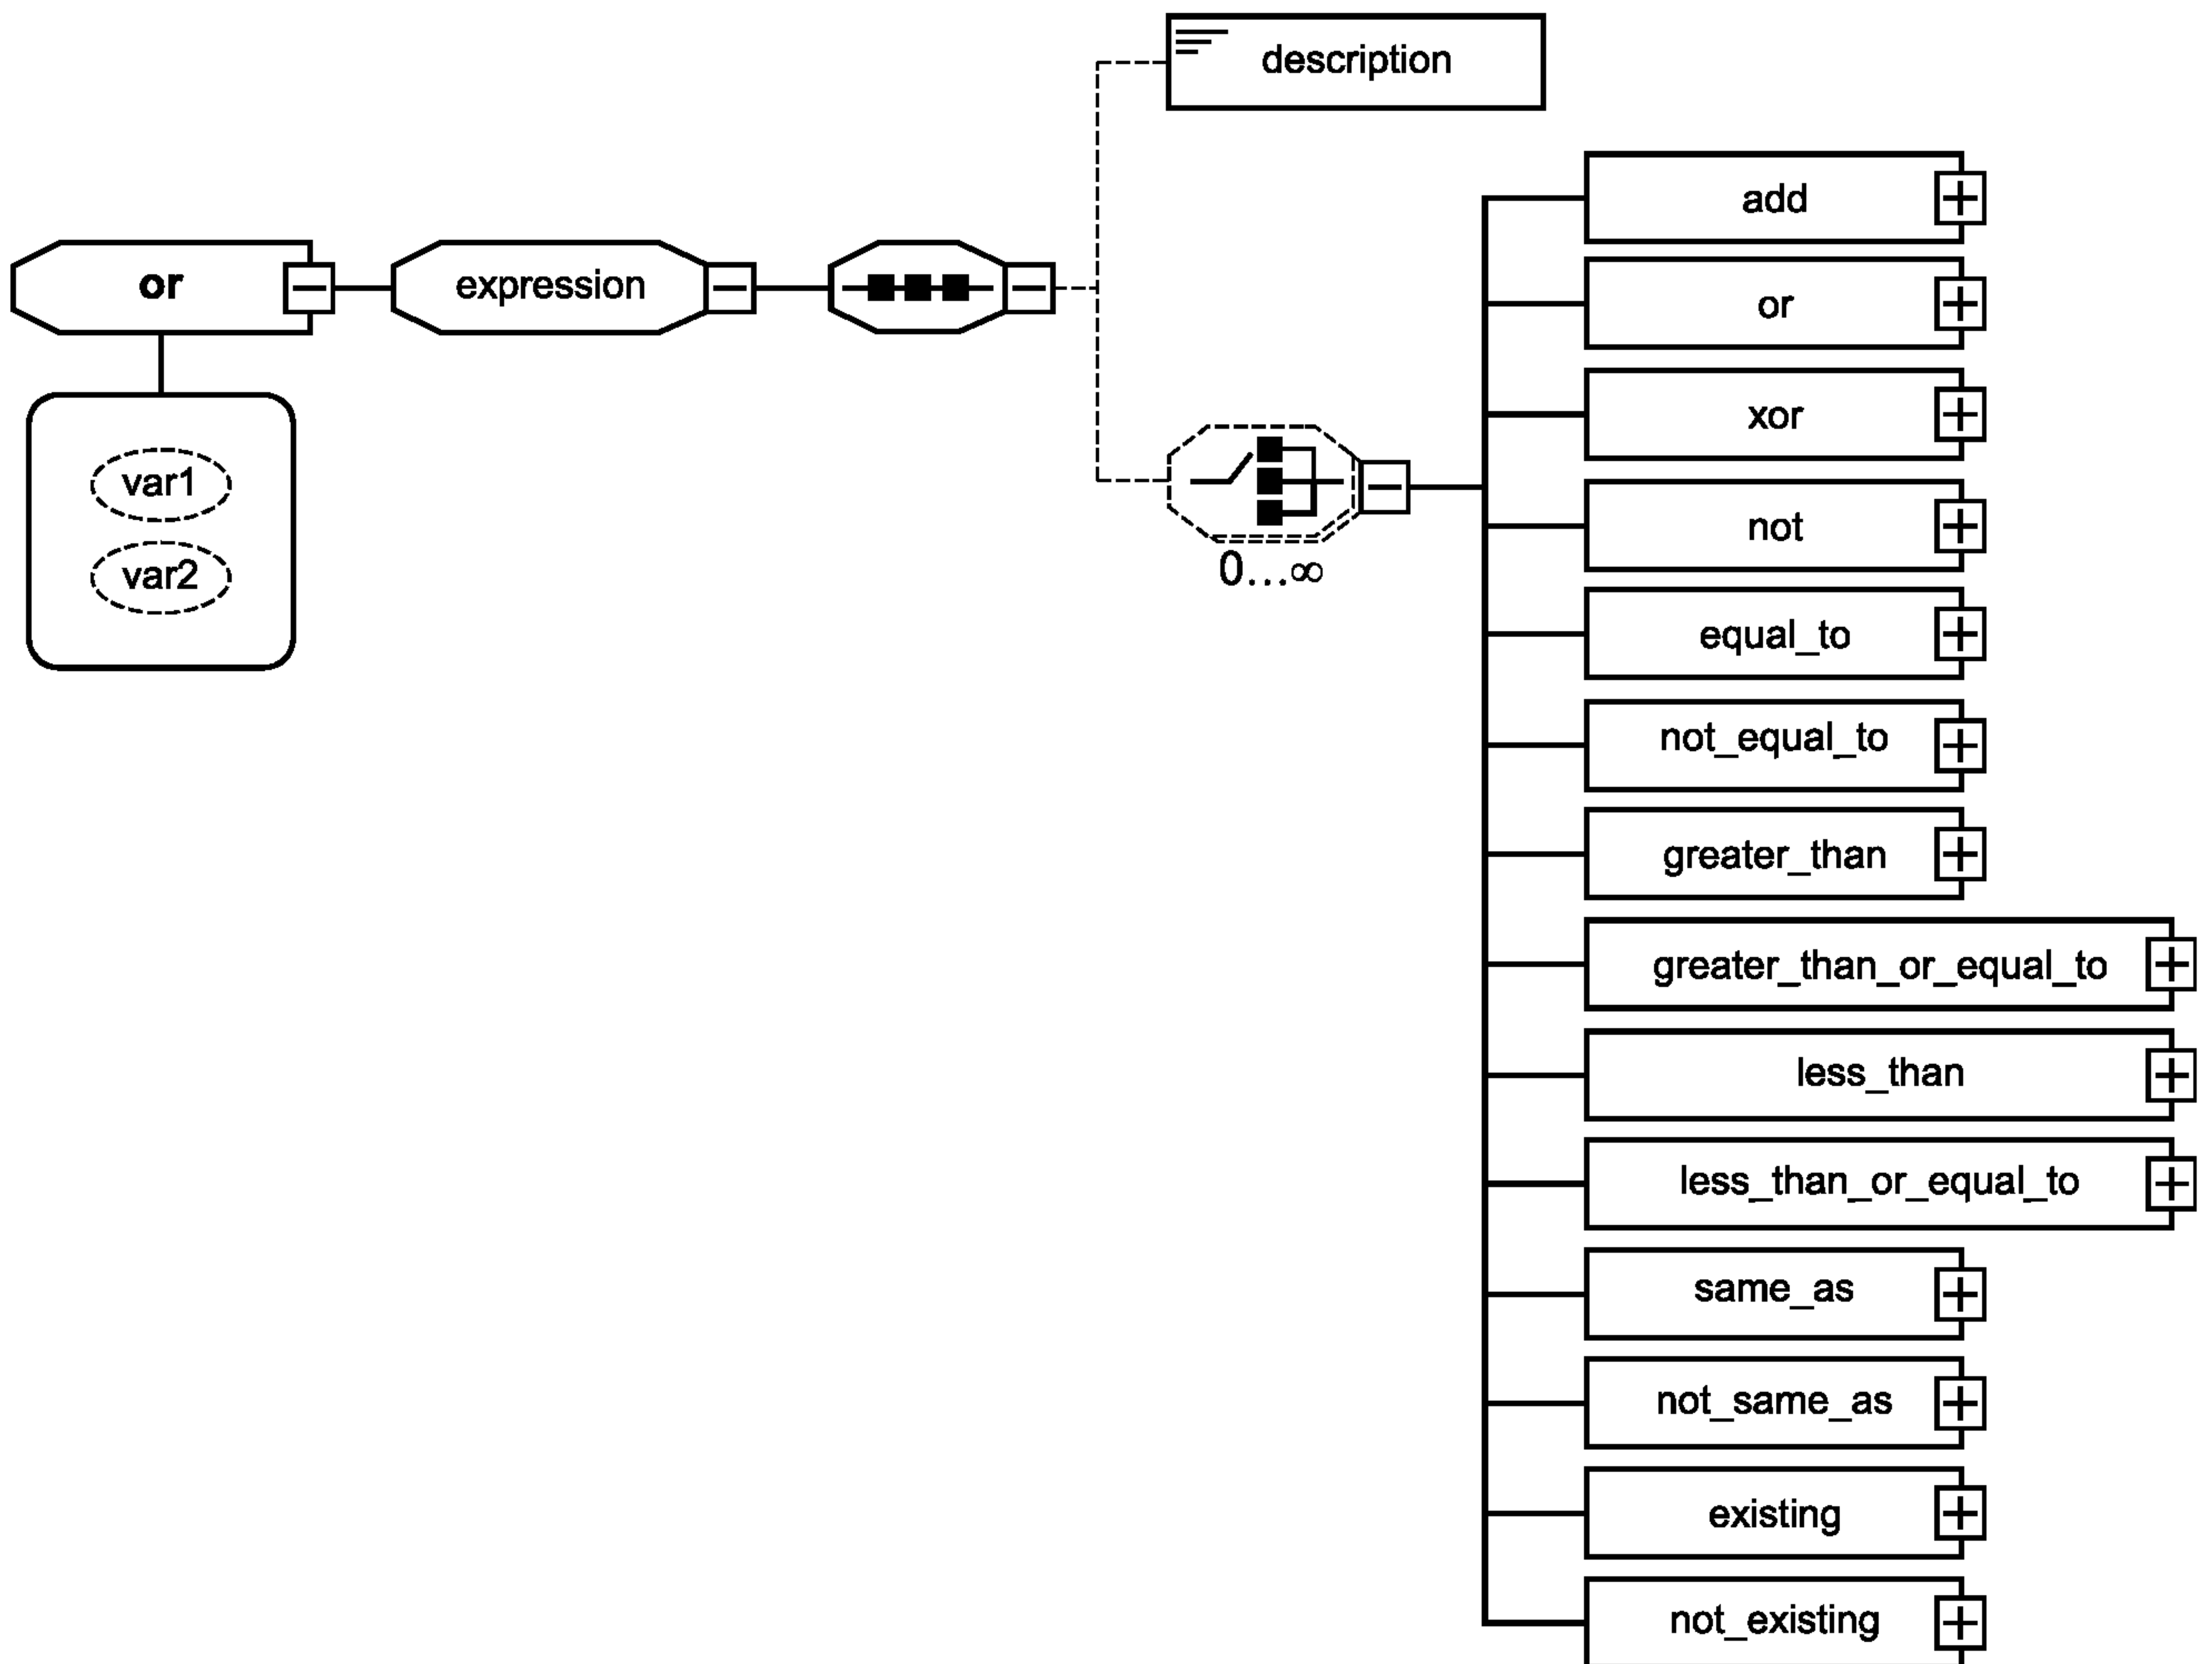 description
or
expression
var1
var2
0...∞
add
or
xor
not
equal_to
not_equal_to
greater_than
greater_than_or_equal_to
less_than
less_than_or_equal_to
same_as
not_same_as
existing
not_existing